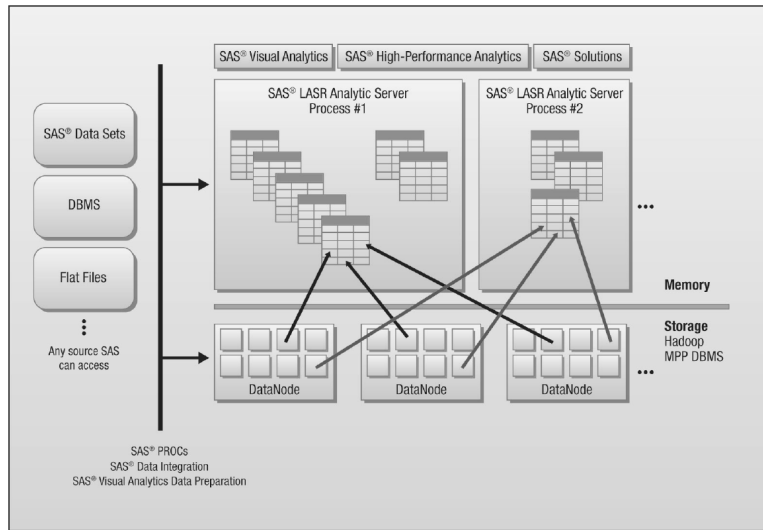 SAS® Visual Analytics
SAS® High-Performance Analytics
SAS® Solutions
SAS® LASR Analytic Server
Process #1
SAS® LASR Analytic Server
Process #2
SAS® Data Sets
DBMS
Flat Files
Any source SAS
can access
...
Memory
Storage
Hadoop
MPP DBMS
DataNode
DataNode
DataNode
...
SAS® PROCs
SAS® Data Integration
SAS® Visual Analytics Data Preparation